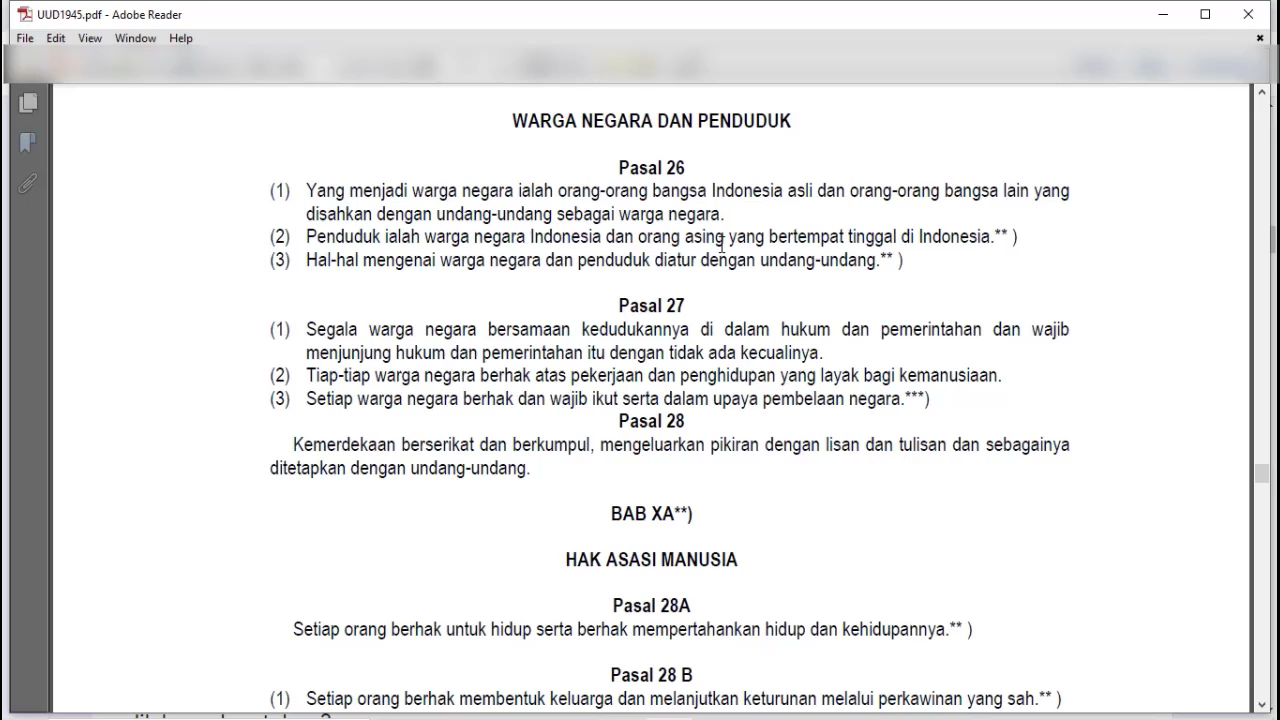 UUD1945.pdf - Adobe Reader
File Edit View Window Help
WARGA NEGARA DAN PENDUDUK
Pasal 26
(1) Yang menjadi warga negara ialah orang-orang bangsa Indonesia asli dan orang-orang bangsa lain yang
disahkan dengan undang-undang sebagai warga negara.
(2) Penduduk ialah warga negara Indonesia dan orang asing yang bertempat tinggal di Indonesia.** )
(3) Hal-hal mengenai warga negara dan penduduk diatur dengan undang-undang.** )
Pasal 27
(1) Segala warga negara bersamaan kedudukannya di dalam hukum dan pemerintahan dan wajib
menjunjung hukum dan pemerintahan itu dengan tidak ada kecualinya.
(2) Tiap-tiap warga negara berhak atas pekerjaan dan penghidupan yang layak bagi kemanusiaan.
(3) Setiap warga negara berhak dan wajib ikut serta dalam upaya pembelaan negara.***)
Pasal 28
Kemerdekaan berserikat dan berkumpul, mengeluarkan pikiran dengan lisan dan tulisan dan sebagainya
ditetapkan dengan undang-undang.
BAB XA**)
HAK ASASI MANUSIA
Pasal 28A
Setiap orang berhak untuk hidup serta berhak mempertahankan hidup dan kehidupannya.** )
Pasal 28 B
(1) Setiap orang berhak membentuk keluarga dan melanjutkan keturunan melalui perkawinan yang sah.** )